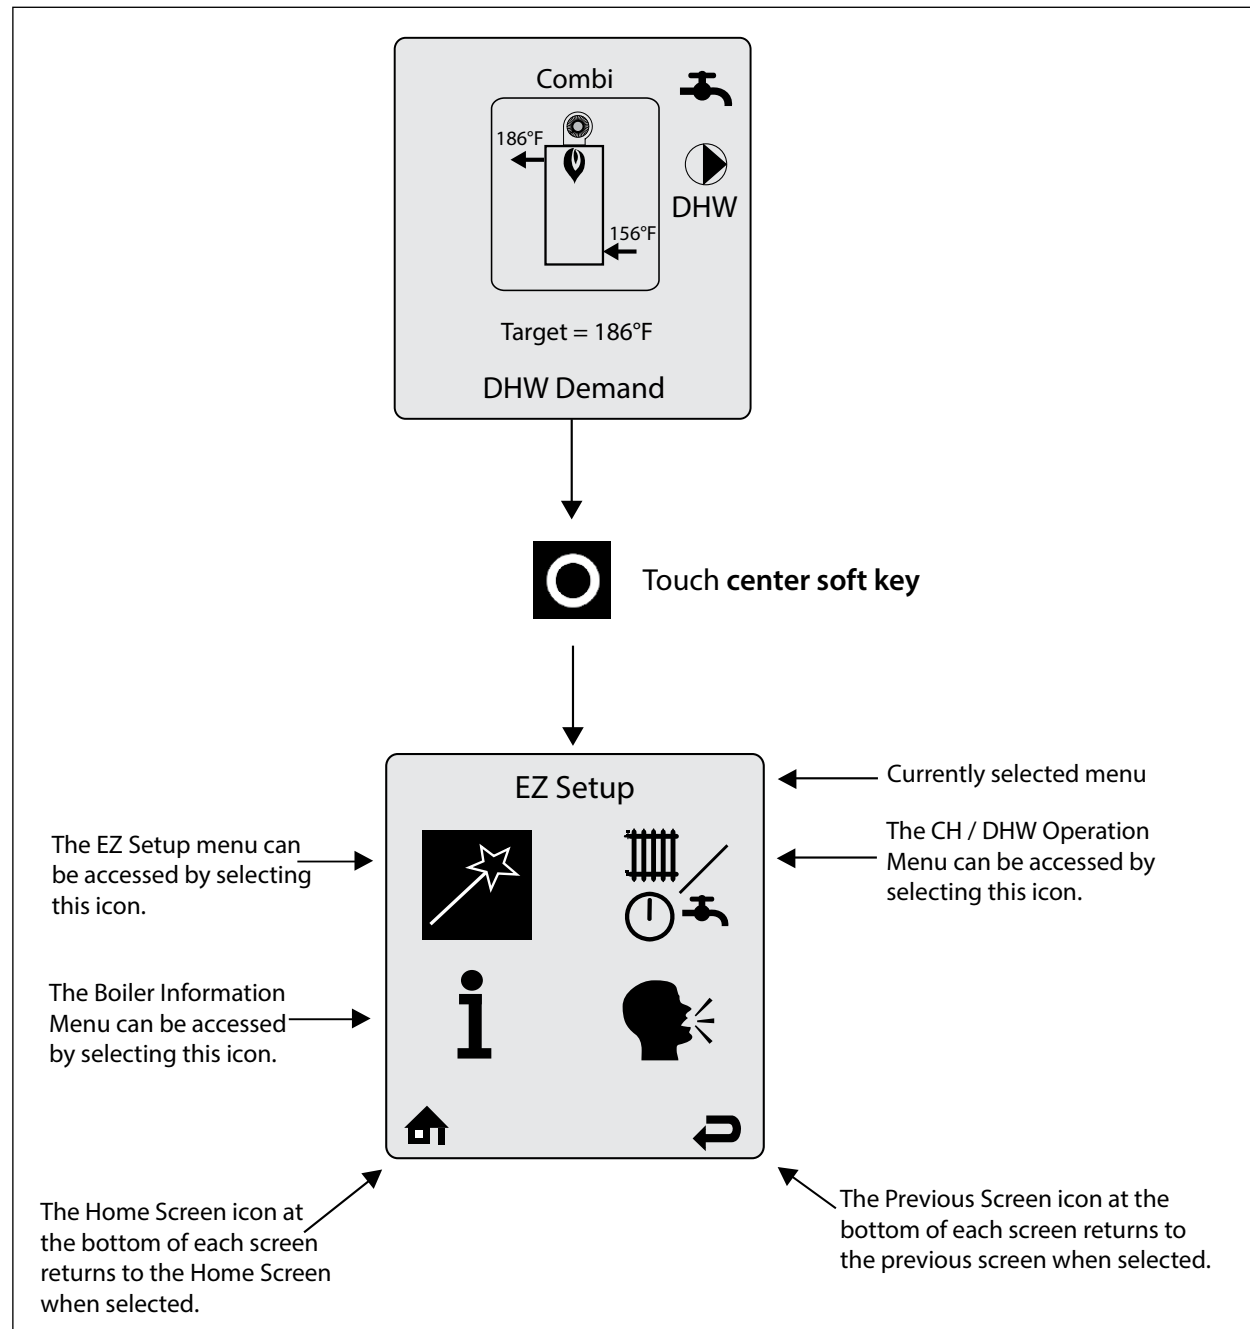 Combi
186°F
156°F
DHW
Target = 186°F
DHW Demand
Touch center soft key
EZ Setup
Currently selected menu
The EZ Setup menu can
be accessed by selecting
this icon.
The CH / DHW Operation
Menu can be accessed by
selecting this icon.
The Boiler Information
Menu can be accessed
by selecting this icon.
The Home Screen icon at
the bottom of each screen
returns to the Home Screen
when selected.
The Previous Screen icon at the
bottom of each screen returns to
the previous screen when selected.